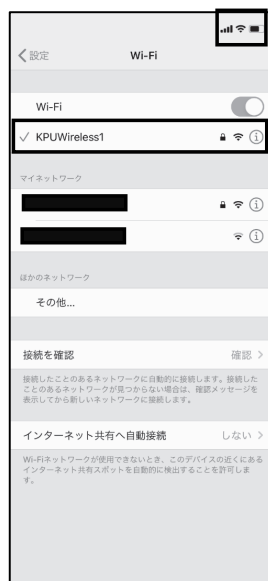 設定
Wi-Fi
Wi-Fi
KPUWireless1
マイネットワーク
ほかのネットワーク
その他...
接続を確認 確認
接続したことのあるネットワークに自動的に接続します。接続した
ことのあるネットワークが見つからない場合は、確認メッセージを
表示してから新しいネットワークに接続します。
インターネット共有へ自動接続 しない
Wi-Fiネットワークが使用できないとき、このデバイスの近くにある
インターネット共有スポットを自動的に検出することを許可しま
す。